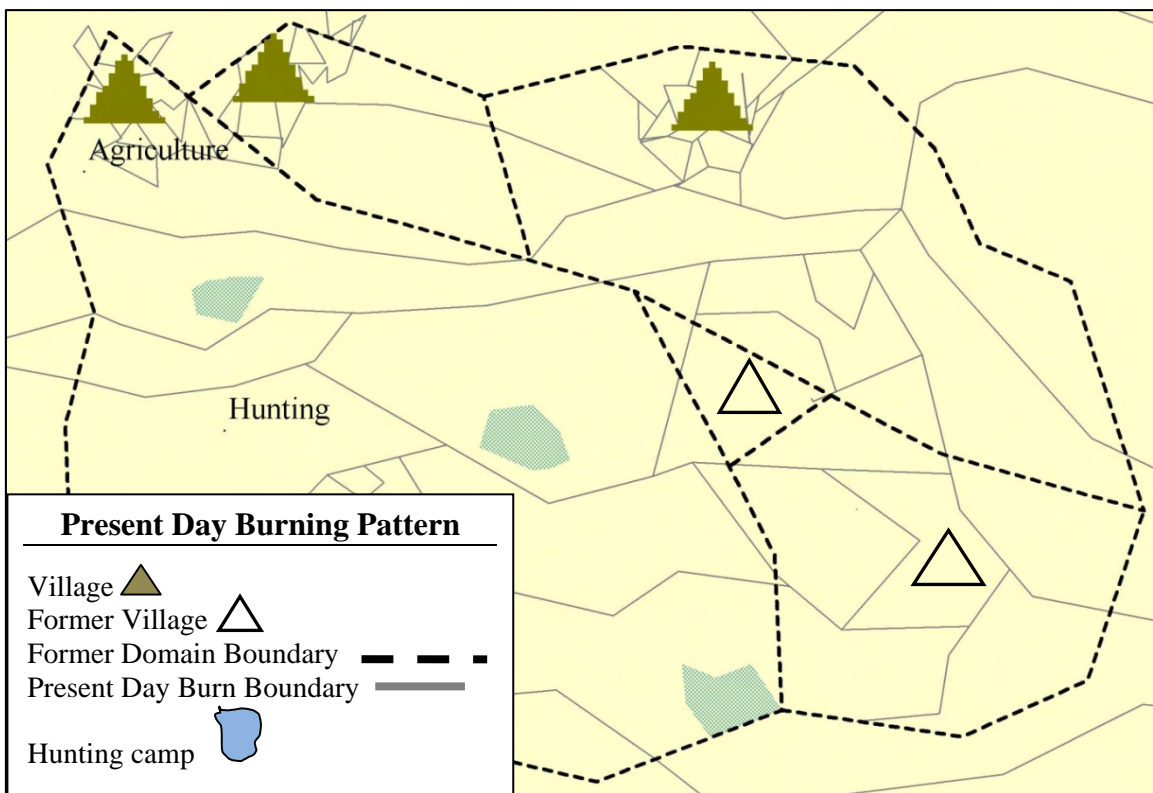 Agriculture
Hunting
Present Day Burning Pattern
Village
Former Village
Former Domain Boundary
Present Day Burn Boundary
Hunting camp